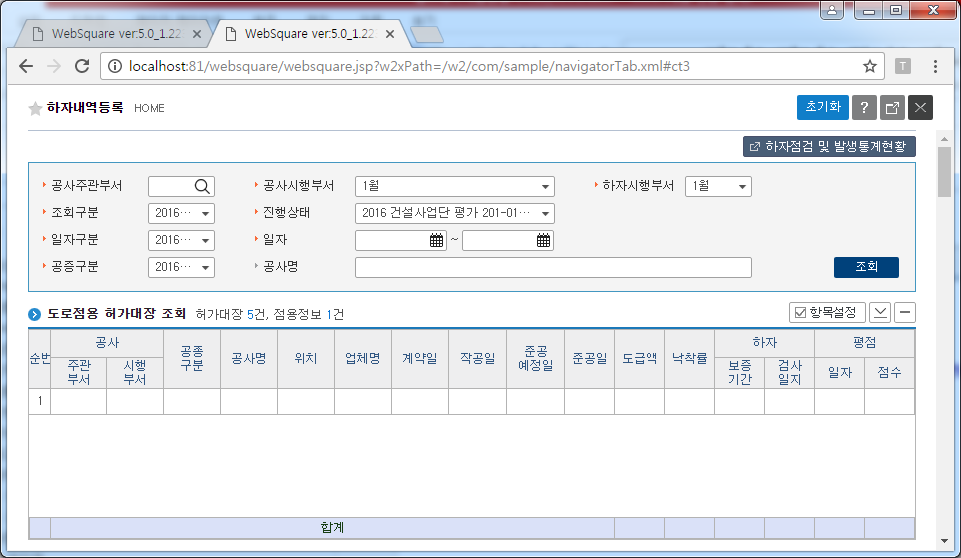 WebSquare ver:5.0_1.22
WebSquare ver:5.0_1.22
localhost:81/websquare/websquare.jsp?w2xPath=/w2/com/sample/navigatorTab.xml#ct3
T
하자내역등록 HOME
초기화 ?
하자점검 및 발생통계현황
공사주관부서 공사시행부서 1월 하자시행부서 1월
조회구분 2016··· 진행상태 2016 건설사업단 평가 201-01···
일자구분 2016··· 일자 ~
공증구분 2016··· 공사명 조회
도로점용 허가대장 조회 허가대장 5건, 점용정보 1건 항목설정
순번 공사 공종 구분 공사명 위치 업체명 계약일 착공일 준공 예정일 준공일 도급액 낙착률 하자 평점
주관 부서 시행 부서 보증 기간 검사 일지 일자 점수
1
합계